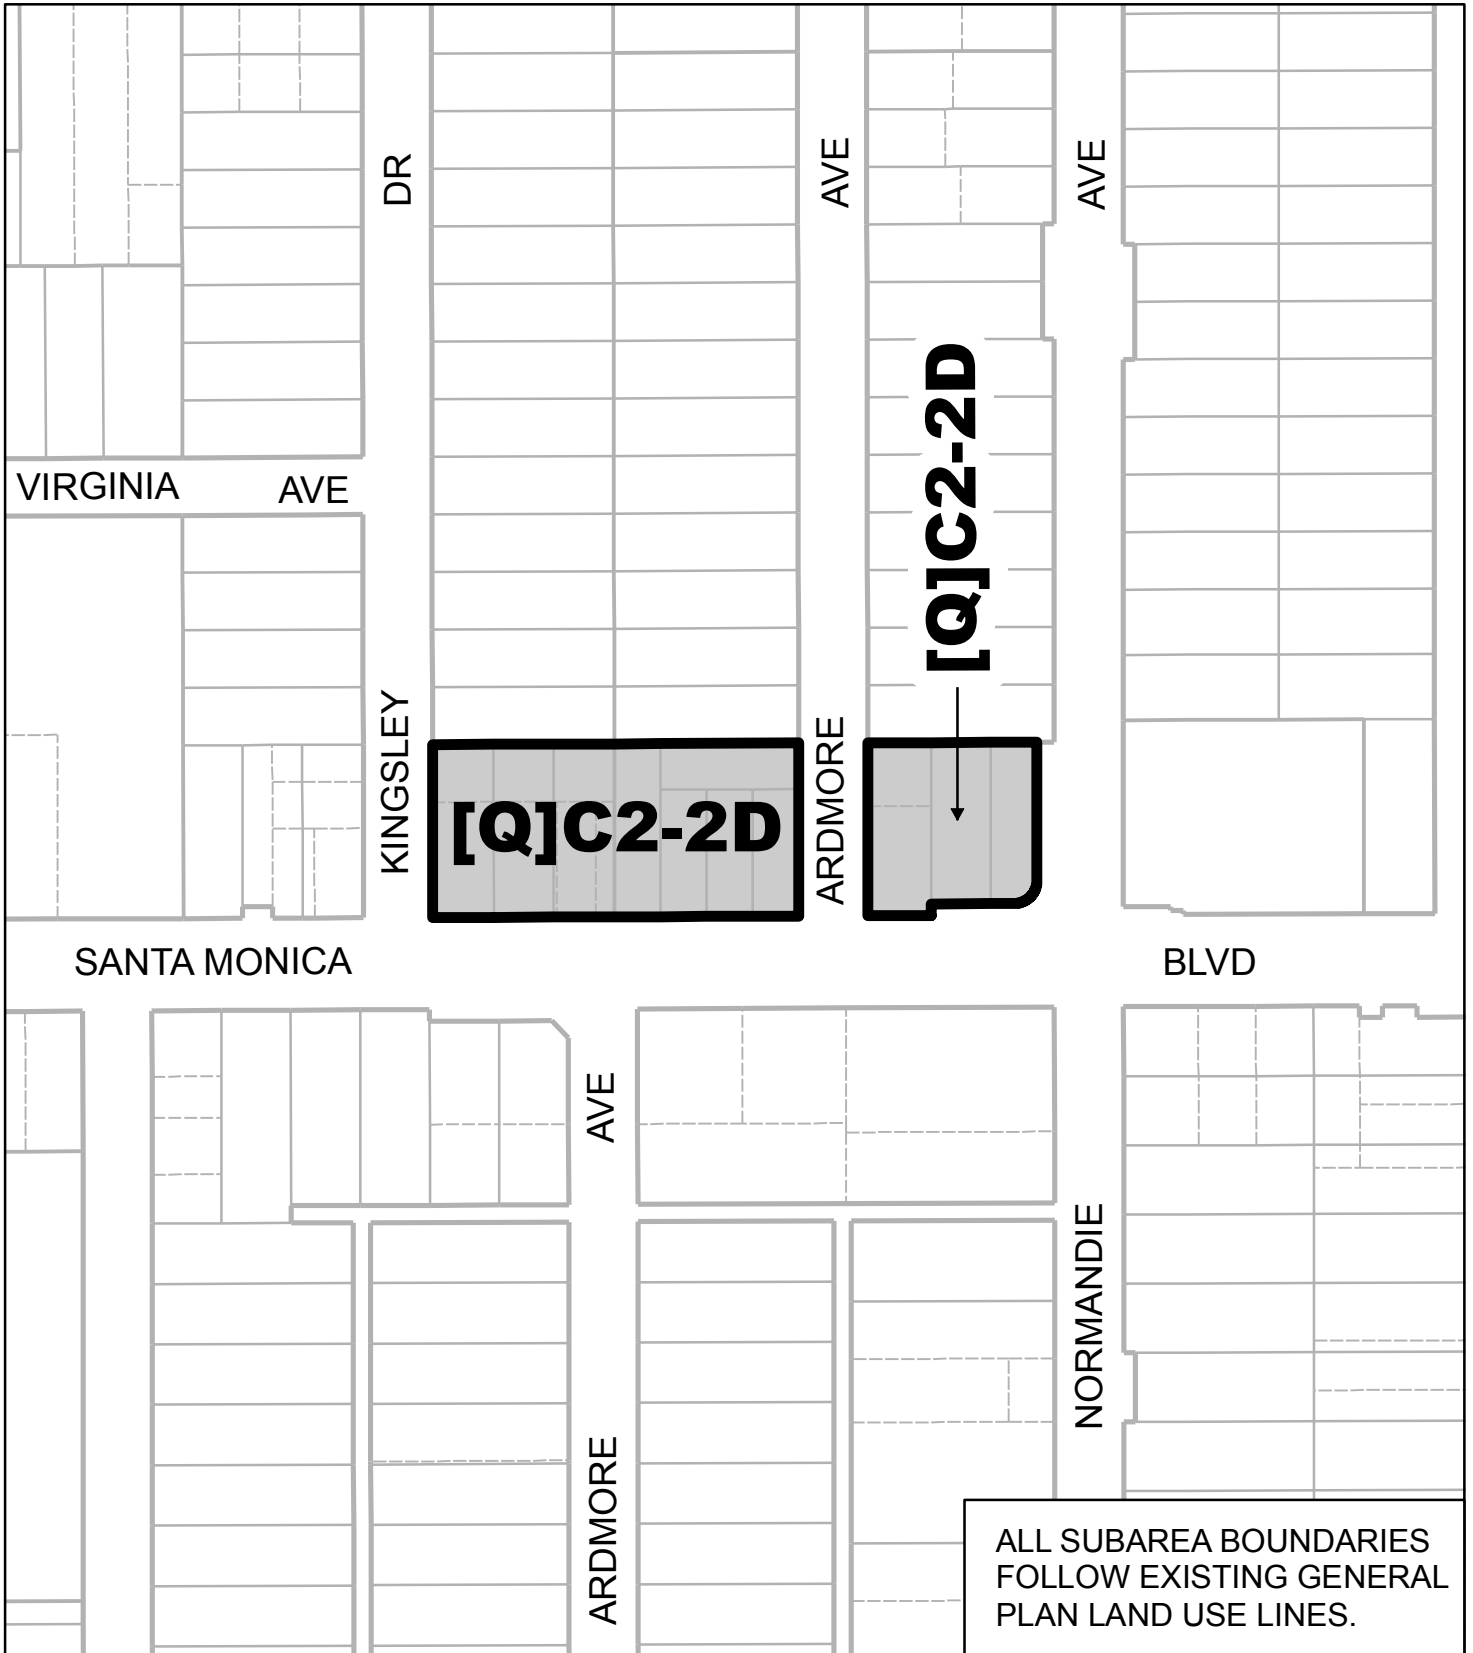 DR
AVE
AVE
[Q]C2-2D
VIRGINIA AVE
KINGSLEY
ARDMORE
[Q]C2-2D
SANTA MONICA BLVD
AVE
NORMANDIE
ARDMORE
ALL SUBAREA BOUNDARIES
FOLLOW EXISTING GENERAL
PLAN LAND USE LINES.